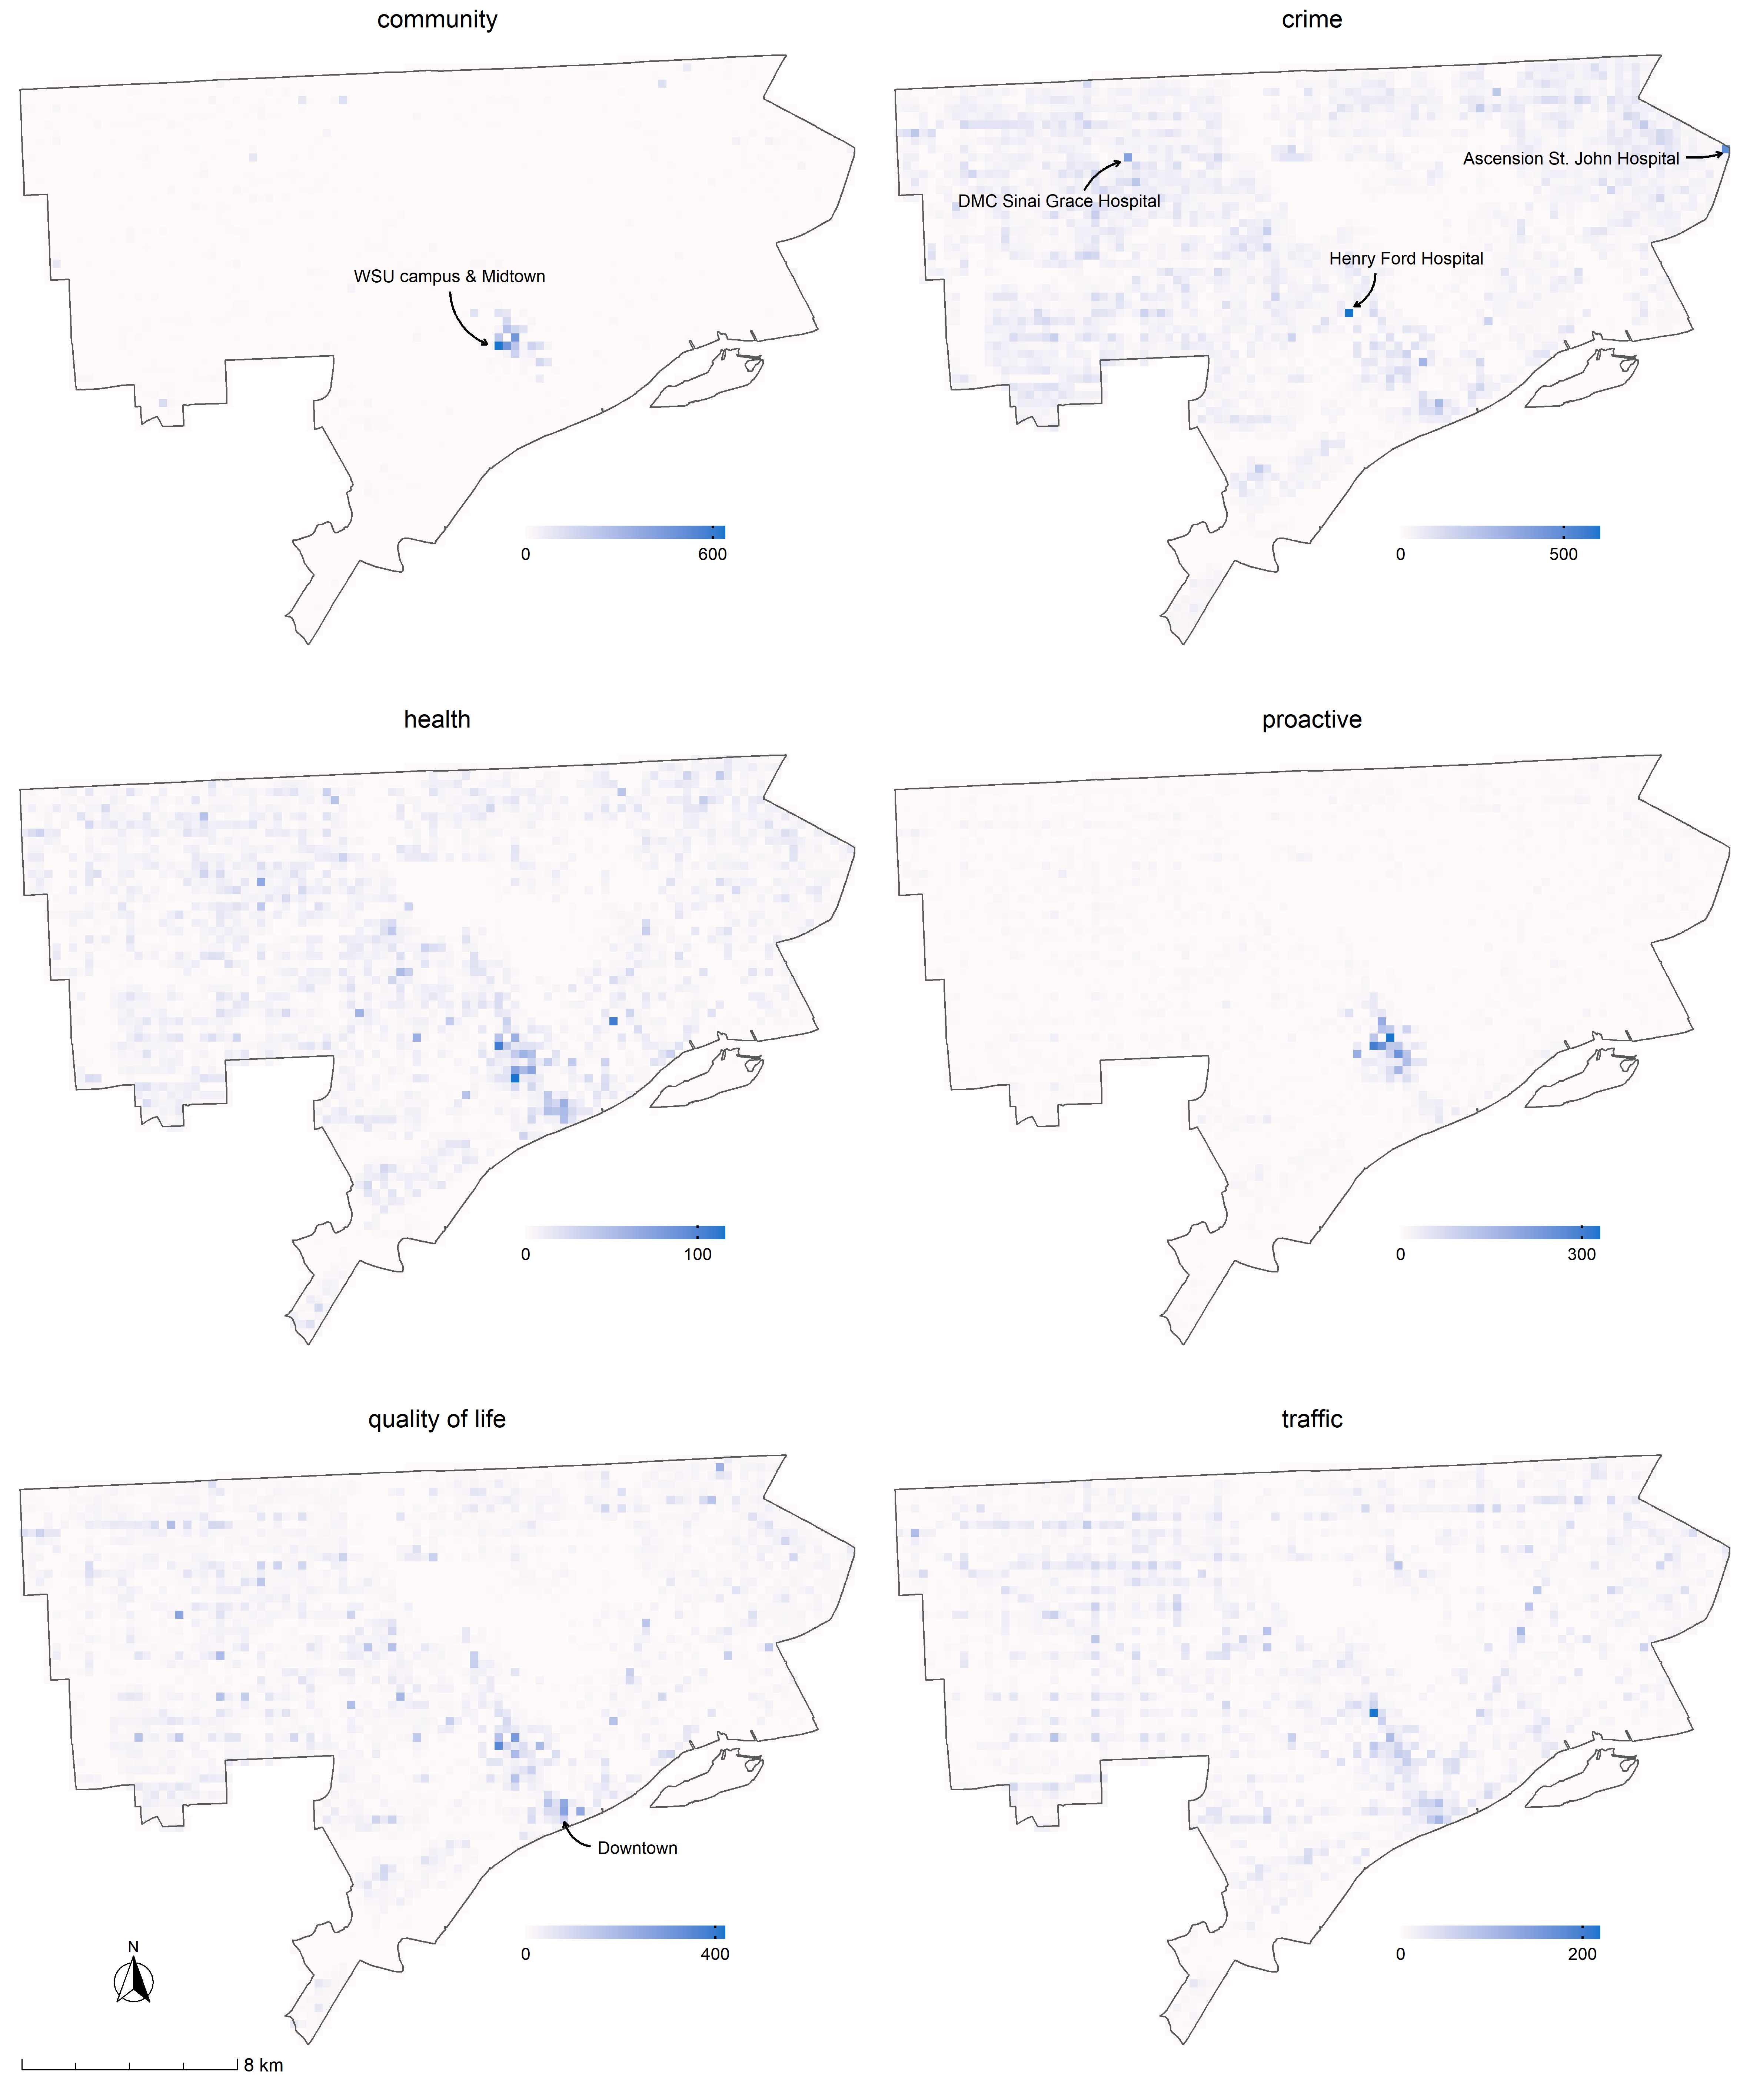 community
crime
Ascension St. John Hospital
DMC Sinai Grace Hospital
WSU campus & Midtown
Henry Ford Hospital
0 600
0 500
health
proactive
0 100
0 300
quality of life
traffic
Downtown
0 400
0 200
N
8 km